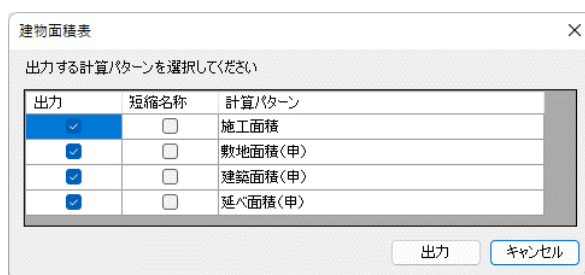 建物面積表
出力する計算パターンを選択してください
出力 短縮名称 計算パターン
施工面積
敷地面積(申)
建築面積(申)
延べ面積(申)
出力 キャンセル